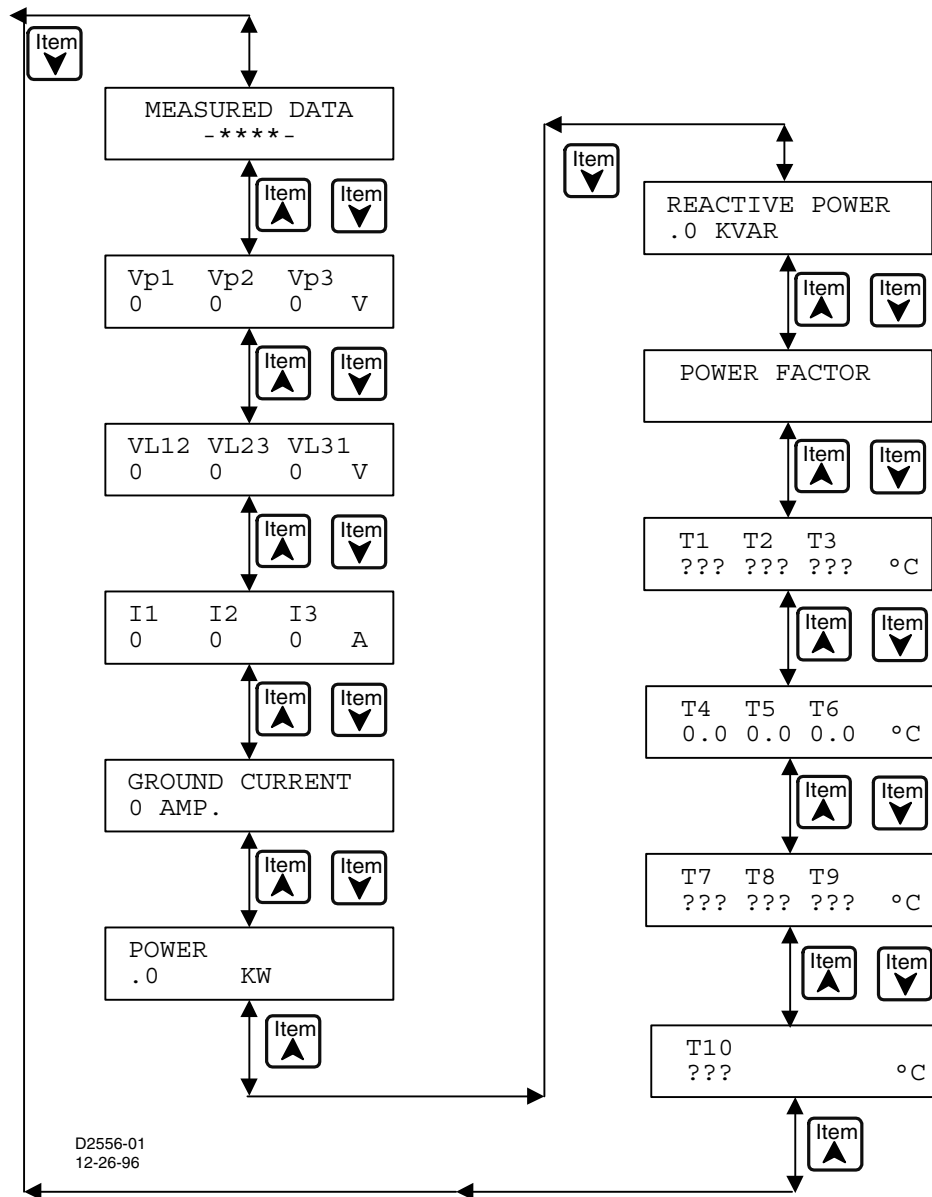 Item
MEASURED DATA
-****-
Item Item
Vp1 Vp2 Vp3
0 0 0 V
Item Item
VL12 VL23 VL31
0 0 0 V
Item Item
I1 I2 I3
0 0 0 A
Item Item
GROUND CURRENT
0 AMP.
Item Item
POWER
.0 KW
Item
D2556-01
12-26-96
Item
REACTIVE POWER
.0 KVAR
Item Item
POWER FACTOR
Item Item
T1 T2 T3
??? ??? ??? °C
Item Item
T4 T5 T6
0.0 0.0 0.0 °C
Item Item
T7 T8 T9
??? ??? ??? °C
Item Item
T10
??? °C
Item